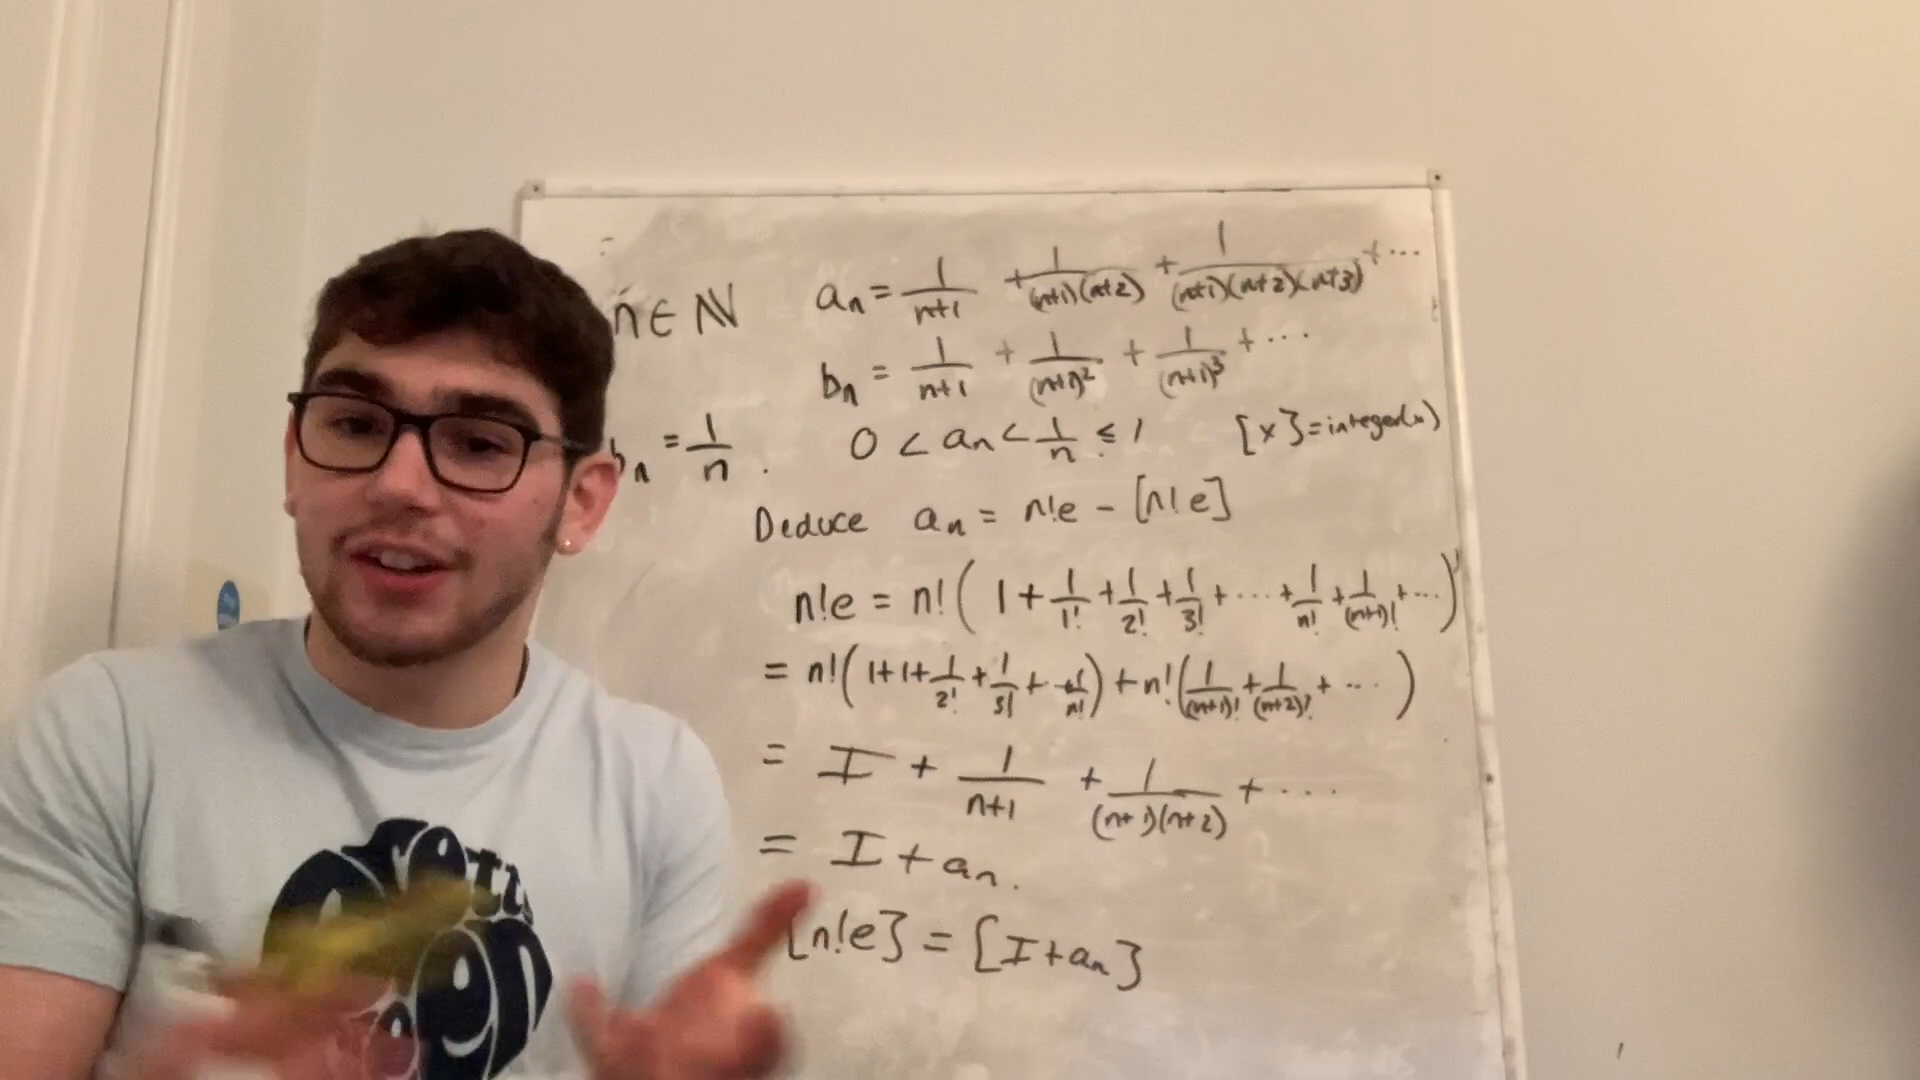 n ∈ ℕ aₙ = 1/(n+1) + 1/((n+1)(n+2)) + 1/((n+1)(n+2)(n+3)) + ...
bₙ = 1/(n+1) + 1/(n+1)² + 1/(n+1)³ + ...
bₙ = 1/n . 0 < aₙ < 1/n ≤ 1 [x] = integer(x)
Deduce aₙ = n!e - [n!e]
n!e = n!(1 + 1/1! + 1/2! + 1/3! + ... + 1/n! + 1/(n+1)! + ...)
= n!(1+1+1/2!+1/3!+...+1/n!) + n!(1/(n+1)! + 1/(n+2)! + ...)
= I + 1/(n+1) + 1/((n+1)(n+2)) + ...
= I + aₙ.
[n!e] = [I + aₙ]